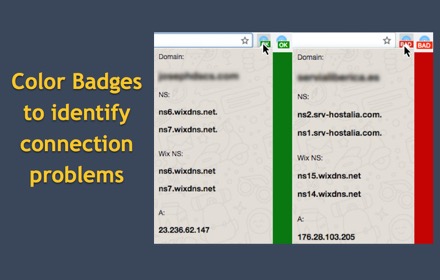 Color Badges
to identify
connection
problems
OK
Domain:
NS:
ns6.wixdns.net.
ns7.wixdns.net.
Wix NS:
ns6.wixdns.net
ns7.wixdns.net
A:
23.236.62.147
BAD
Domain:
NS:
ns2.srv-hostalia.com.
ns1.srv-hostalia.com.
Wix NS:
ns15.wixdns.net
ns14.wixdns.net
A:
176.28.103.205